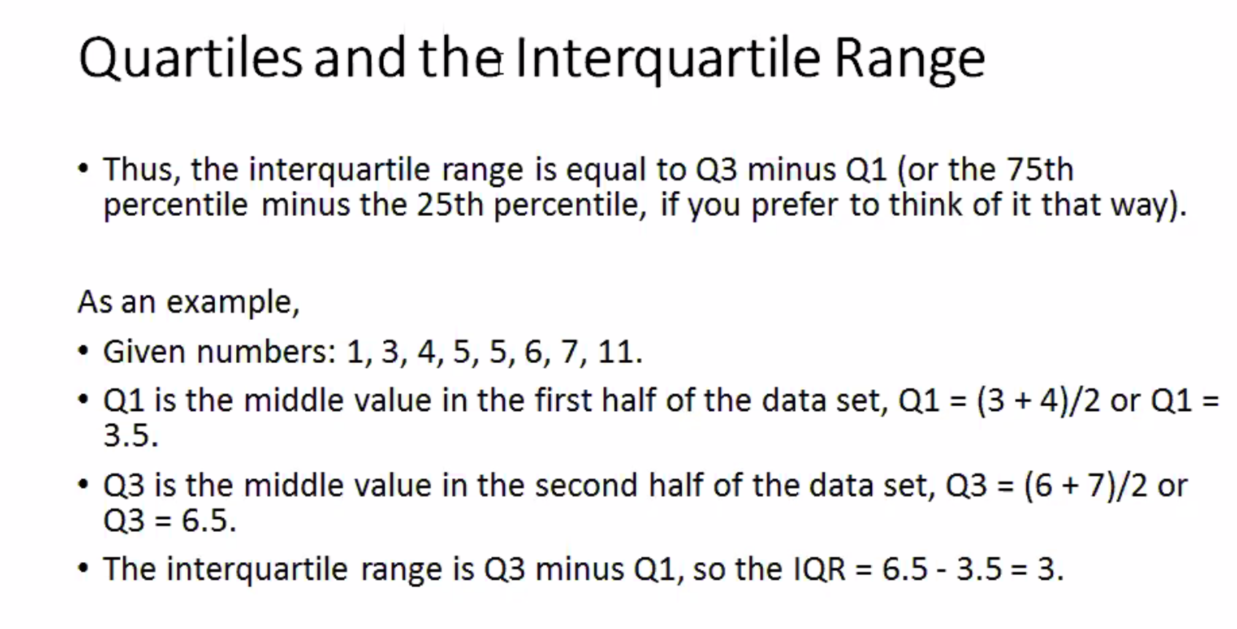 Quartiles and the Interquartile Range
• Thus, the interquartile range is equal to Q3 minus Q1 (or the 75th
percentile minus the 25th percentile, if you prefer to think of it that way).
As an example,
• Given numbers: 1, 3, 4, 5, 5, 6, 7, 11.
• Q1 is the middle value in the first half of the data set, Q1 = (3 + 4)/2 or Q1 =
3.5.
• Q3 is the middle value in the second half of the data set, Q3 = (6 + 7)/2 or
Q3 = 6.5.
• The interquartile range is Q3 minus Q1, so the IQR = 6.5 - 3.5 = 3.